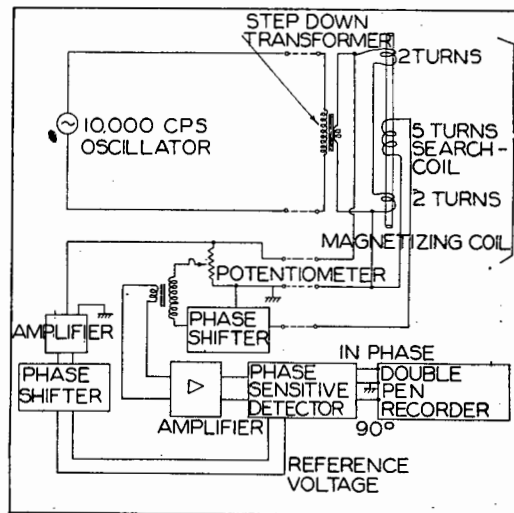 STEP DOWN
TRANSFORMER
2 TURNS
10,000 CPS
OSCILLATOR
5 TURNS
SEARCH-
COIL
2 TURNS
MAGNETIZING COIL
POTENTIOMETER
AMPLIFIER
PHASE
SHIFTER
PHASE
SHIFTER
IN PHASE
PHASE
SENSITIVE
DETECTOR
DOUBLE
PEN
RECORDER
AMPLIFIER
90°
REFERENCE
VOLTAGE